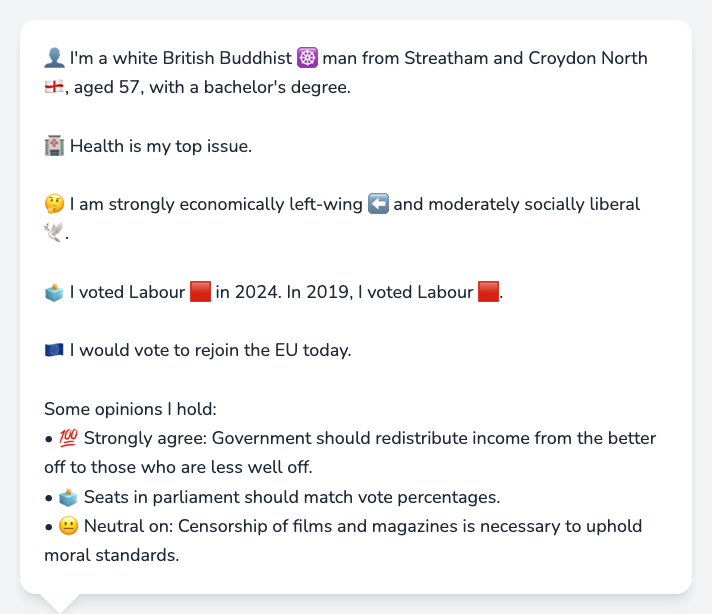 👤 I'm a white British Buddhist ☸️ man from Streatham and Croydon North
🏴󠁧󠁢󠁥󠁮󠁧󠁿, aged 57, with a bachelor's degree.
🏥 Health is my top issue.
🤔 I am strongly economically left-wing ⬅️ and moderately socially liberal
🕊️.
🗳️ I voted Labour 🟥 in 2024. In 2019, I voted Labour 🟥.
🇪🇺 I would vote to rejoin the EU today.
Some opinions I hold:
• 💯 Strongly agree: Government should redistribute income from the better
off to those who are less well off.
• 🗳️ Seats in parliament should match vote percentages.
• 😐 Neutral on: Censorship of films and magazines is necessary to uphold
moral standards.